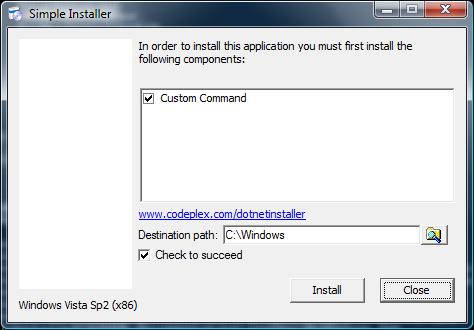 Simple Installer
In order to install this application you must first install the
following components:
Custom Command
www.codeplex.com/dotnetinstaller
Destination path: C:\Windows
Check to succeed
Install Close
Windows Vista Sp2 (x86)